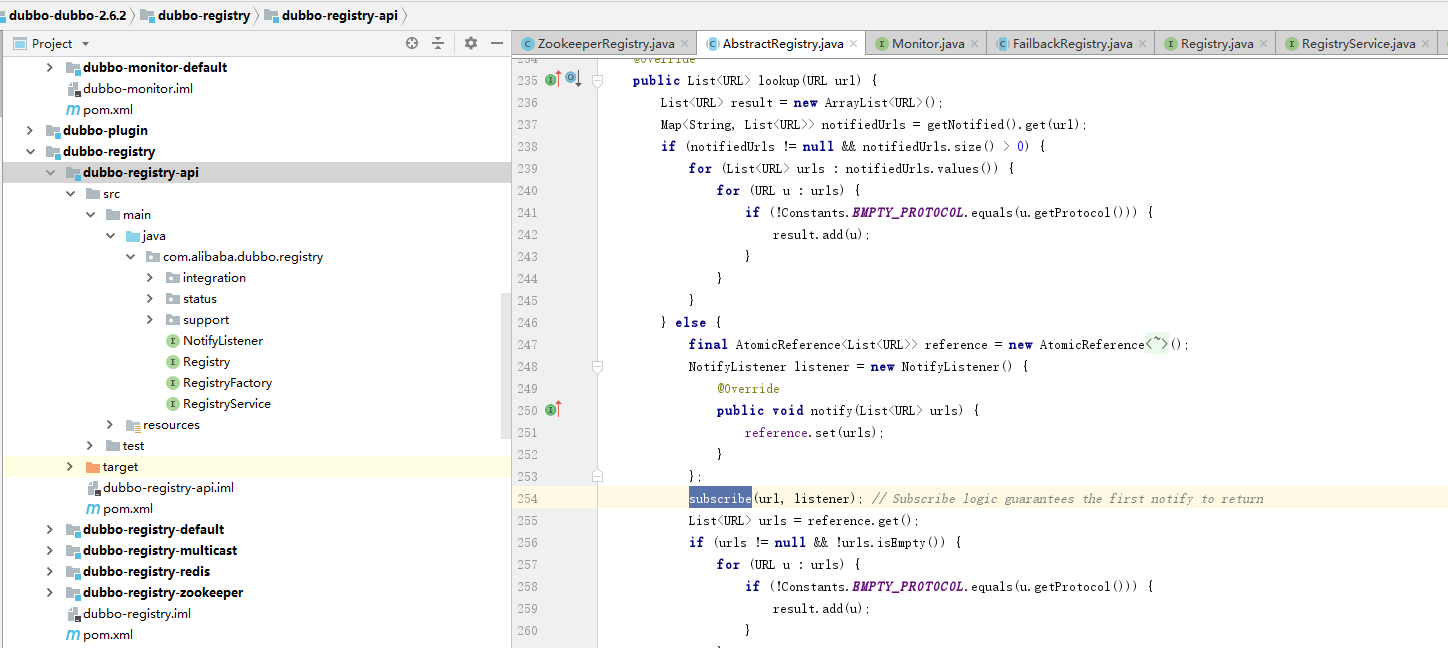 dubbo-dubbo-2.6.2 dubbo-registry dubbo-registry-api
Project
dubbo-monitor-default
dubbo-monitor.iml
pom.xml
dubbo-plugin
dubbo-registry
dubbo-registry-api
src
main
java
com.alibaba.dubbo.registry
integration
status
support
NotifyListener
Registry
RegistryFactory
RegistryService
resources
test
target
dubbo-registry-api.iml
pom.xml
dubbo-registry-default
dubbo-registry-multicast
dubbo-registry-redis
dubbo-registry-zookeeper
dubbo-registry.iml
pom.xml
ZookeeperRegistry.java AbstractRegistry.java Monitor.java FailbackRegistry.java Registry.java RegistryService.java
234 @Override
235 public List<URL> lookup(URL url) {
236 List<URL> result = new ArrayList<URL>();
237 Map<String, List<URL>> notifiedUrls = getNotified().get(url);
238 if (notifiedUrls != null && notifiedUrls.size() > 0) {
239 for (List<URL> urls : notifiedUrls.values()) {
240 for (URL u : urls) {
241 if (!Constants.EMPTY_PROTOCOL.equals(u.getProtocol())) {
242 result.add(u);
243 }
244 }
245 }
246 } else {
247 final AtomicReference<List<URL>> reference = new AtomicReference<~>();
248 NotifyListener listener = new NotifyListener() {
249 @Override
250 public void notify(List<URL> urls) {
251 reference.set(urls);
252 }
253 };
254 subscribe(url, listener); // Subscribe logic guarantees the first notify to return
255 List<URL> urls = reference.get();
256 if (urls != null && !urls.isEmpty()) {
257 for (URL u : urls) {
258 if (!Constants.EMPTY_PROTOCOL.equals(u.getProtocol())) {
259 result.add(u);
260 }